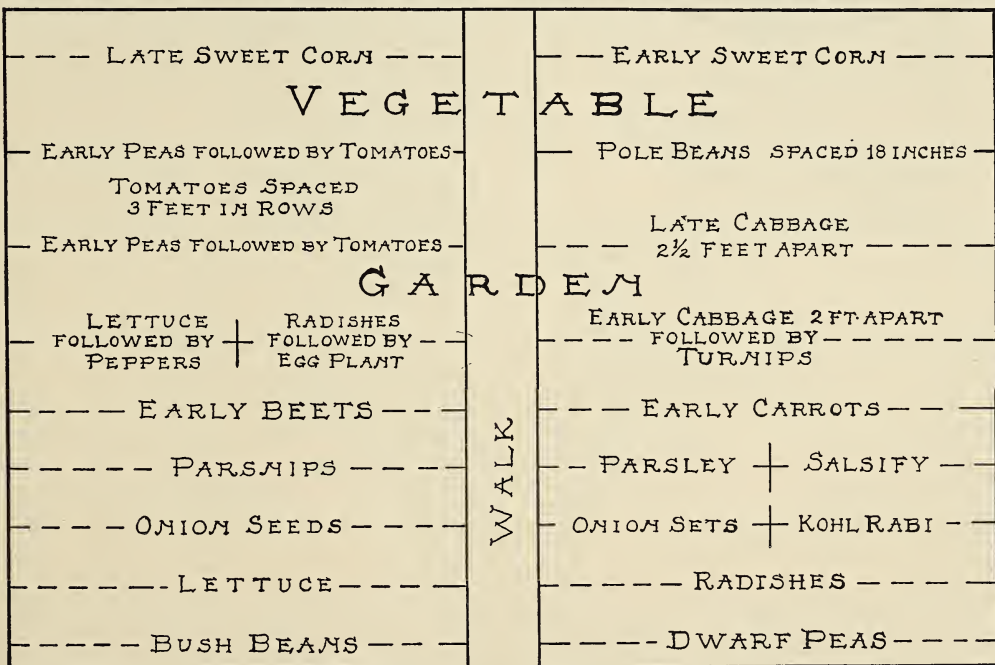 LATE SWEET CORN
EARLY SWEET CORN
VEGETABLE
EARLY PEAS FOLLOWED BY TOMATOES
POLE BEANS SPACED 18 INCHES
TOMATOES SPACED
3 FEET IN ROWS
LATE CABBAGE
2½ FEET APART
EARLY PEAS FOLLOWED BY TOMATOES
GARDEN
LETTUCE
FOLLOWED BY
PEPPERS
RADISHES
FOLLOWED BY
EGG PLANT
EARLY CABBAGE 2 FT. APART
FOLLOWED BY
TURNIPS
EARLY BEETS
EARLY CARROTS
WALK
PARSNIPS
PARSLEY
SALSIFY
ONION SEEDS
ONION SETS
KOHL RABI
LETTUCE
RADISHES
BUSH BEANS
DWARF PEAS